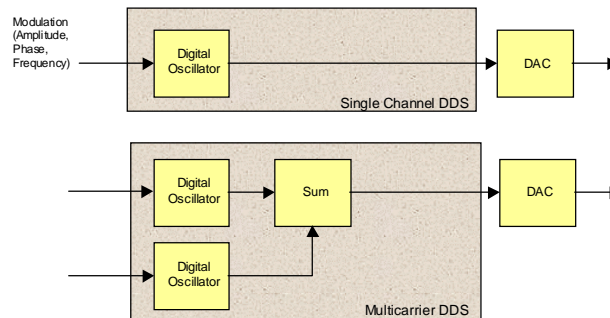 Modulation
(Amplitude,
Phase,
Frequency)
Digital
Oscillator
DAC
Single Channel DDS
Digital
Oscillator
Sum
DAC
Digital
Oscillator
Multicarrier DDS